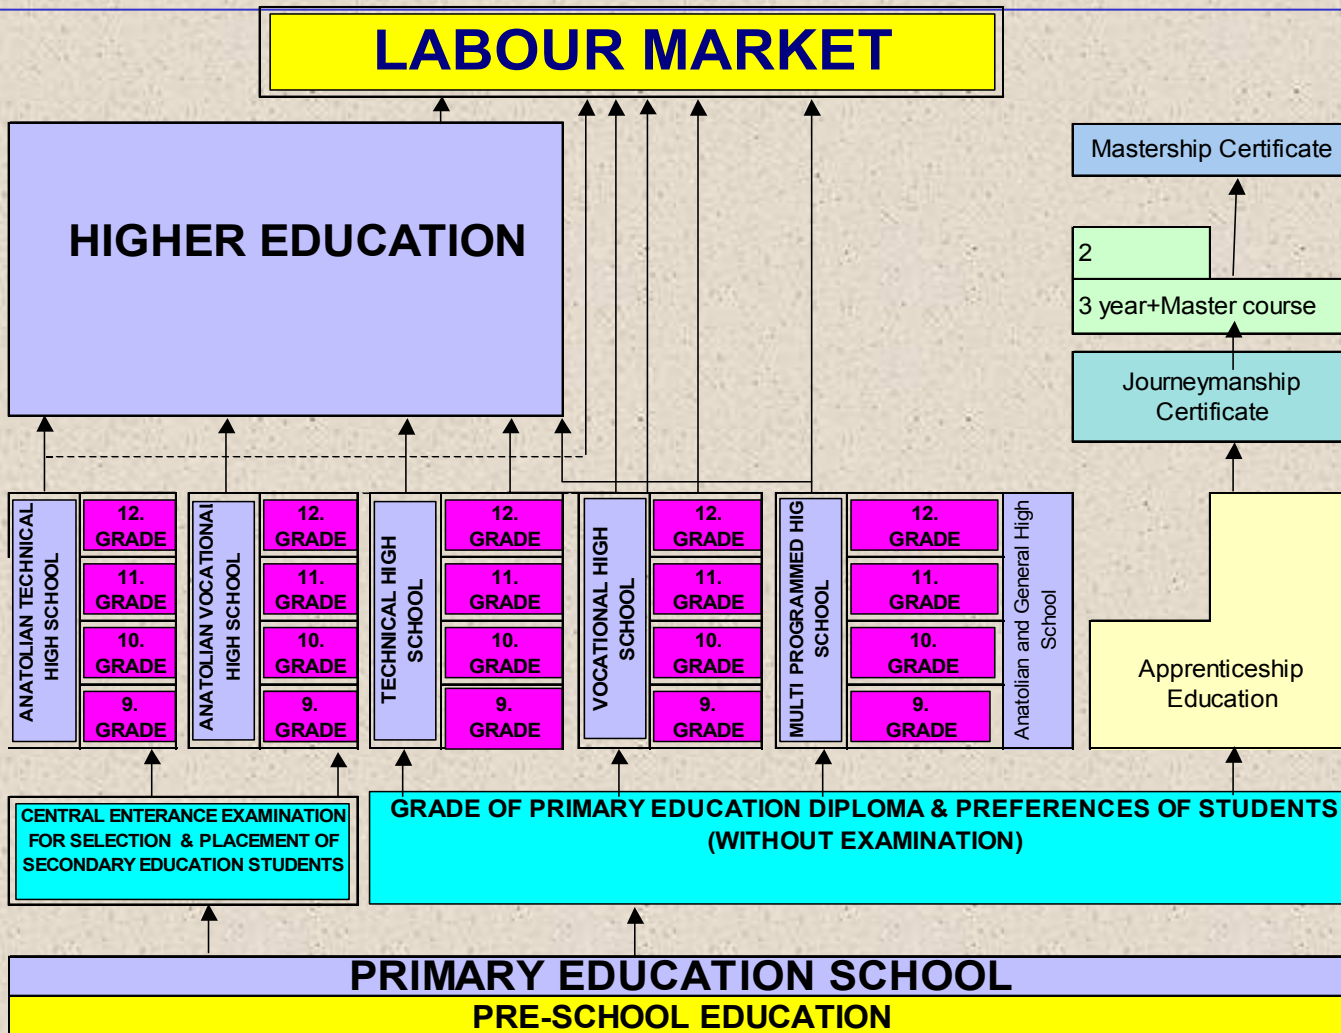 LABOUR MARKET
HIGHER EDUCATION
Mastership Certificate
2
3 year+Master course
Journeymanship
Certificate
ANATOLIAN TECHNICAL
HIGH SCHOOL
12.
GRADE
11.
GRADE
10.
GRADE
9.
GRADE
ANATOLIAN VOCATIONAL
HIGH SCHOOL
12.
GRADE
11.
GRADE
10.
GRADE
9.
GRADE
TECHNICAL HIGH
SCHOOL
12.
GRADE
11.
GRADE
10.
GRADE
9.
GRADE
VOCATIONAL HIGH
SCHOOL
12.
GRADE
11.
GRADE
10.
GRADE
9.
GRADE
MULTI PROGRAMMED HIG
SCHOOL
12.
GRADE
11.
GRADE
10.
GRADE
9.
GRADE
Anatolian and General High
School
Apprenticeship
Education
CENTRAL ENTERANCE EXAMINATION
FOR SELECTION & PLACEMENT OF
SECONDARY EDUCATION STUDENTS
GRADE OF PRIMARY EDUCATION DIPLOMA & PREFERENCES OF STUDENTS
(WITHOUT EXAMINATION)
PRIMARY EDUCATION SCHOOL
PRE-SCHOOL EDUCATION